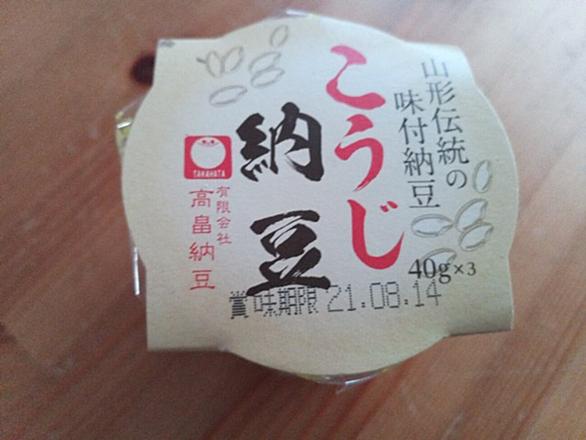 山形伝統の
味付納豆
こうじ
納豆
TAKAHATA
有限会社
高畠納豆
40g×3
賞味期限 21.08.14